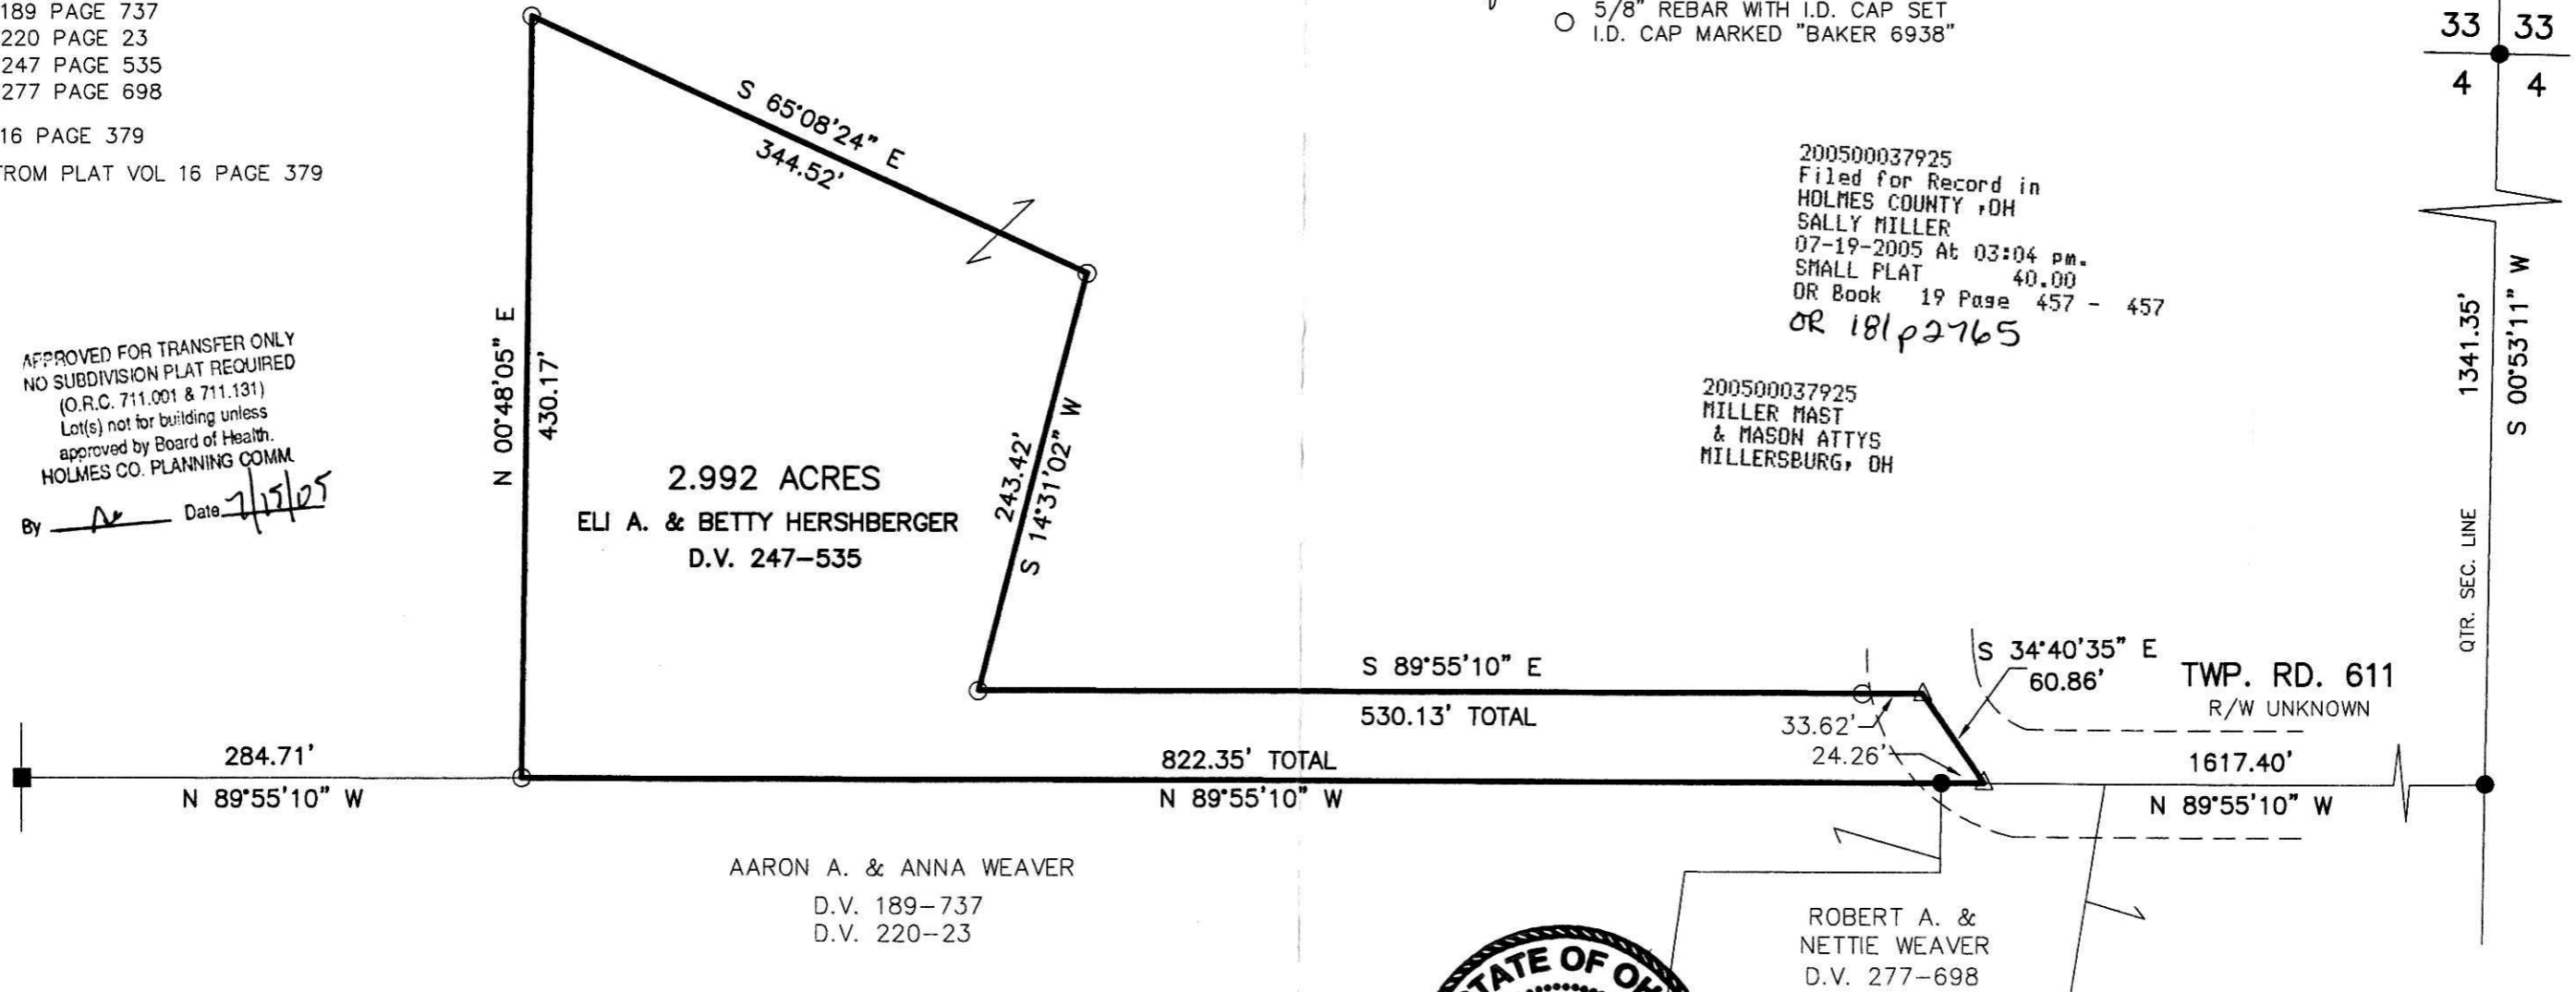 189 PAGE 737
220 PAGE 23
247 PAGE 535
277 PAGE 698
16 PAGE 379
FROM PLAT VOL 16 PAGE 379
5/8" REBAR WITH I.D. CAP SET
I.D. CAP MARKED "BAKER 6938"
33 33
4 4
S 65°08'24" E
344.52'
200500037925
Filed for Record in
HOLMES COUNTY ,OH
SALLY MILLER
07-19-2005 At 03:04 pm.
SMALL PLAT 40.00
OR Book 19 Page 457 - 457
OR 181p2765
200500037925
MILLER MAST
& MASON ATTYS
MILLERSBURG, OH
APPROVED FOR TRANSFER ONLY
NO SUBDIVISION PLAT REQUIRED
(O.R.C. 711.001 & 711.131)
Lot(s) not for building unless
approved by Board of Health.
HOLMES CO. PLANNING COMM.
By Date 7/15/05
N 00°48'05" E
430.17'
2.992 ACRES
ELI A. & BETTY HERSHBERGER
D.V. 247-535
243.42'
S 14°31'02" W
1341.35'
S 00°53'11" W
QTR. SEC. LINE
S 89°55'10" E
530.13' TOTAL
S 34°40'35" E
60.86'
TWP. RD. 611
R/W UNKNOWN
33.62'
24.26'
284.71'
N 89°55'10" W
822.35' TOTAL
N 89°55'10" W
1617.40'
N 89°55'10" W
AARON A. & ANNA WEAVER
D.V. 189-737
D.V. 220-23
ROBERT A. &
NETTIE WEAVER
D.V. 277-698
STATE OF OH